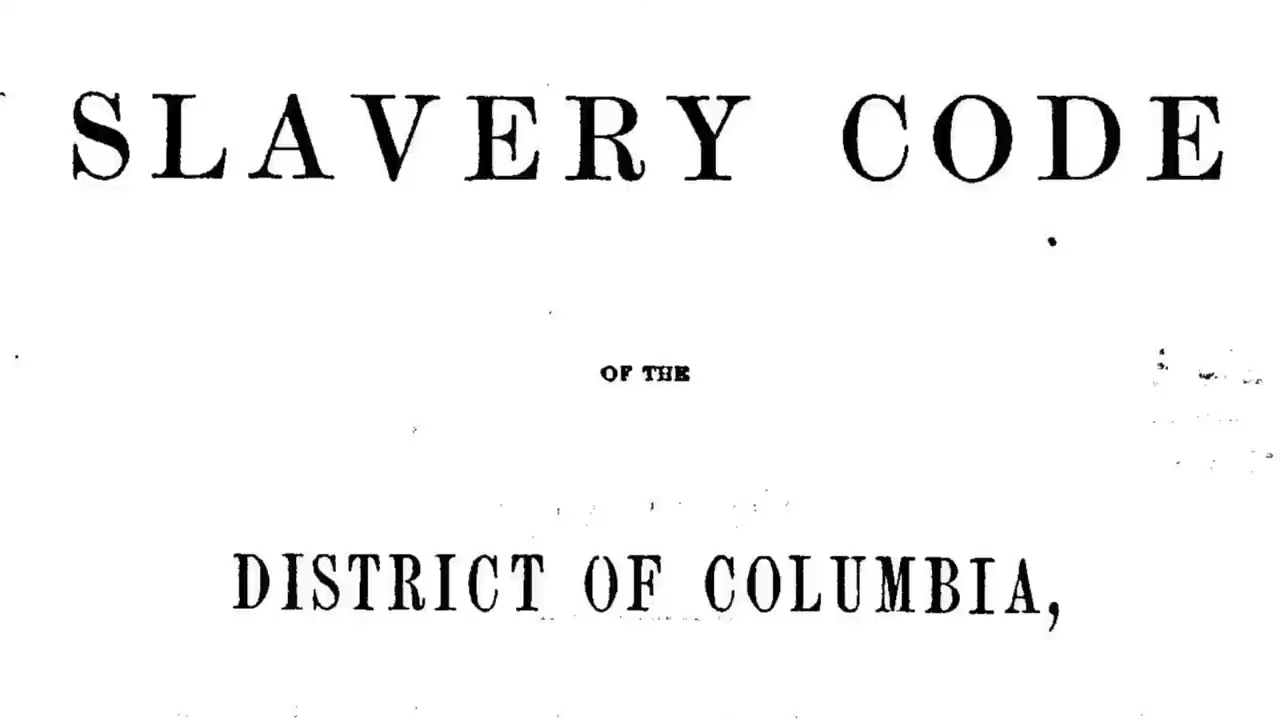 SLAVERY CODE
OF THE
DISTRICT OF COLUMBIA,